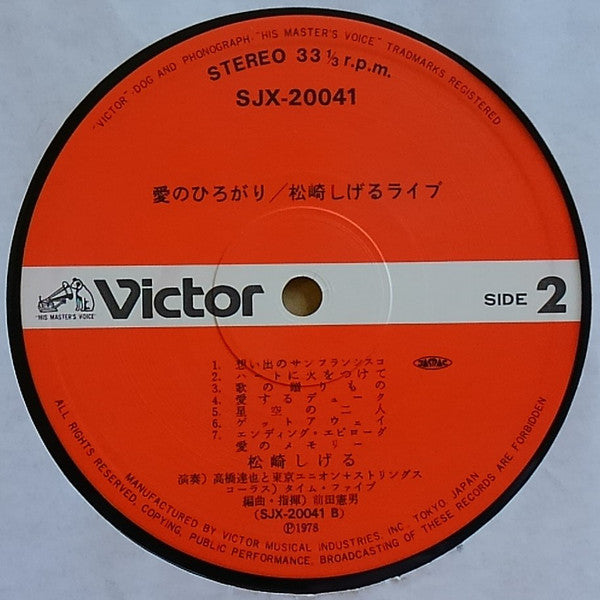 "VICTOR"-DOG AND PHONOGRAPH, "HIS MASTER'S VOICE" TRADMARKS REGISTERED
STEREO 33 1/3 r.p.m.
SJX-20041
愛のひろがり／松崎しげるライブ
"HIS MASTER'S VOICE"
Victor
SIDE 2
JASRAC
1. 想い出のサンフランシスコ
2. ハートに火をつけて
3. 歌の贈りもの
4. 愛するデューク
5. 星空の二人
6. ゲットアウェイ
7. エンディング・エピローグ
愛のメモリー
松崎しげる
演奏）高橋達也と東京ユニオン＋ストリングス
コーラス）タイム・ファイブ
編曲・指揮）前田憲男
(SJX-20041 B)
Ⓟ1978
MANUFACTURED BY VICTOR MUSICAL INDUSTRIES, INC. TOKYO, JAPAN
ALL RIGHTS RESERVED, COPYING, PUBLIC PERFORMANCE, BROADCASTING OF THESE RECORDS ARE FORBIDDEN